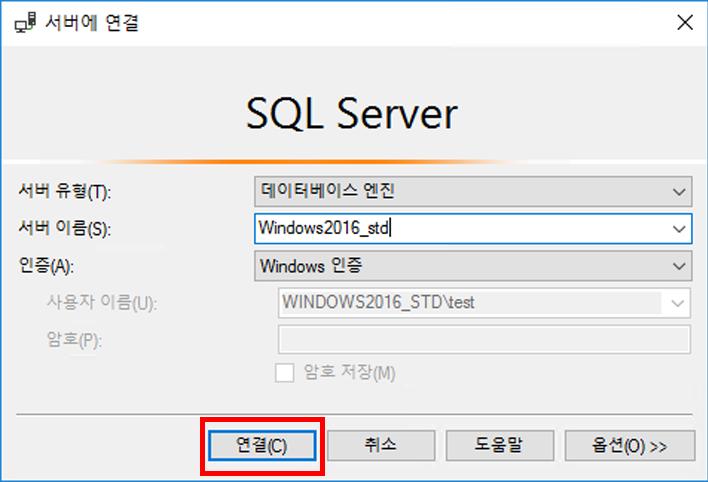 서버에 연결
SQL Server
서버 유형(T): 데이터베이스 엔진
서버 이름(S): Windows2016_std
인증(A): Windows 인증
사용자 이름(U): WINDOWS2016_STD\test
암호(P):
암호 저장(M)
연결(C) 취소 도움말 옵션(O) >>